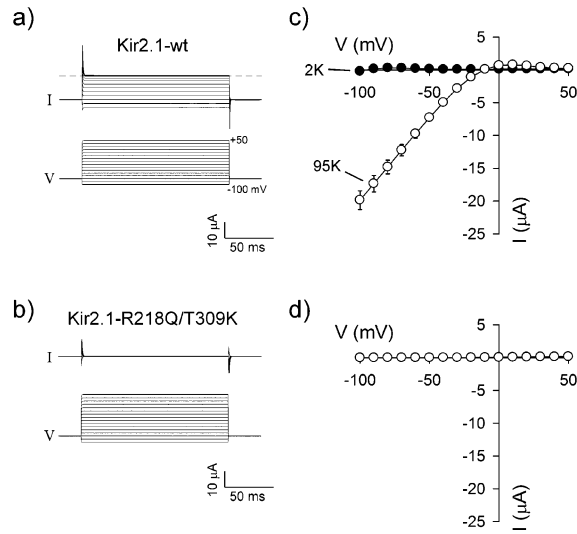 a)
Kir2.1-wt
I
V
+50
-100 mV
10 µA
50 ms
b)
Kir2.1-R218Q/T309K
I
V
10 µA
50 ms
c)
V (mV)
5
2K
-100
-50
50
-5
-10
95K
-15
-20
-25
I (µA)
d)
V (mV)
5
-100
-50
50
-5
-10
-15
-20
-25
I (µA)